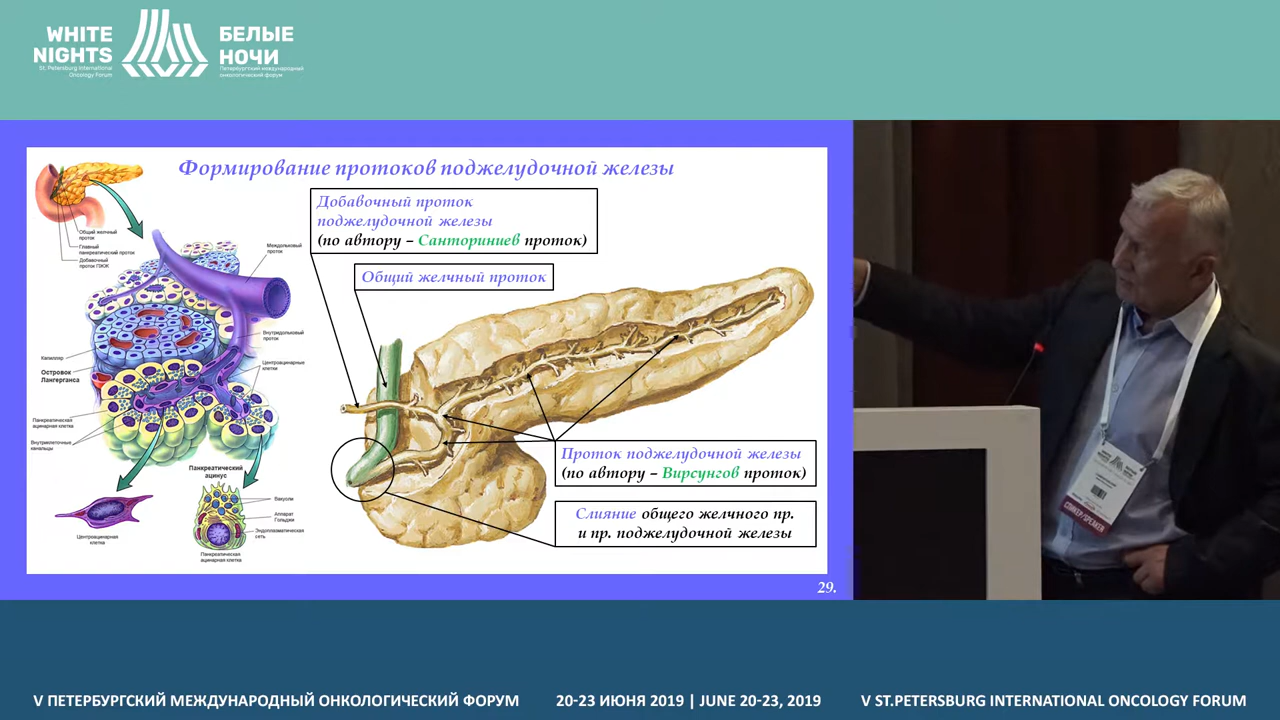 WHITE
NIGHTS
St. Petersburg International
Oncology Forum
БЕЛЫЕ
НОЧИ
Петербургский международный
онкологический форум
Формирование протоков поджелудочной железы
Общий желчный
проток
Главный
панкреатический проток
Добавочный
проток ПЖЖ
Междольковый
проток
Внутридольковый
проток
Центроацинарные
клетки
Капилляр
Островок
Лангерганса
Панкреатическая
ацинарная клетка
Внутриклеточные
канальцы
Панкреатический
ацинус
Вакуоли
Аппарат
Гольджи
Эндоплазматическая
сеть
Центроацинарная
клетка
Панкреатическая
ацинарная клетка
Добавочный проток
поджелудочной железы
(по автору – Санториниев проток)
Общий желчный проток
Проток поджелудочной железы
(по автору – Вирсунгов проток)
Слияние общего желчного пр.
и пр. поджелудочной железы
29.
V ПЕТЕРБУРГСКИЙ МЕЖДУНАРОДНЫЙ ОНКОЛОГИЧЕСКИЙ ФОРУМ
20-23 ИЮНЯ 2019 | JUNE 20-23, 2019
V ST.PETERSBURG INTERNATIONAL ONCOLOGY FORUM